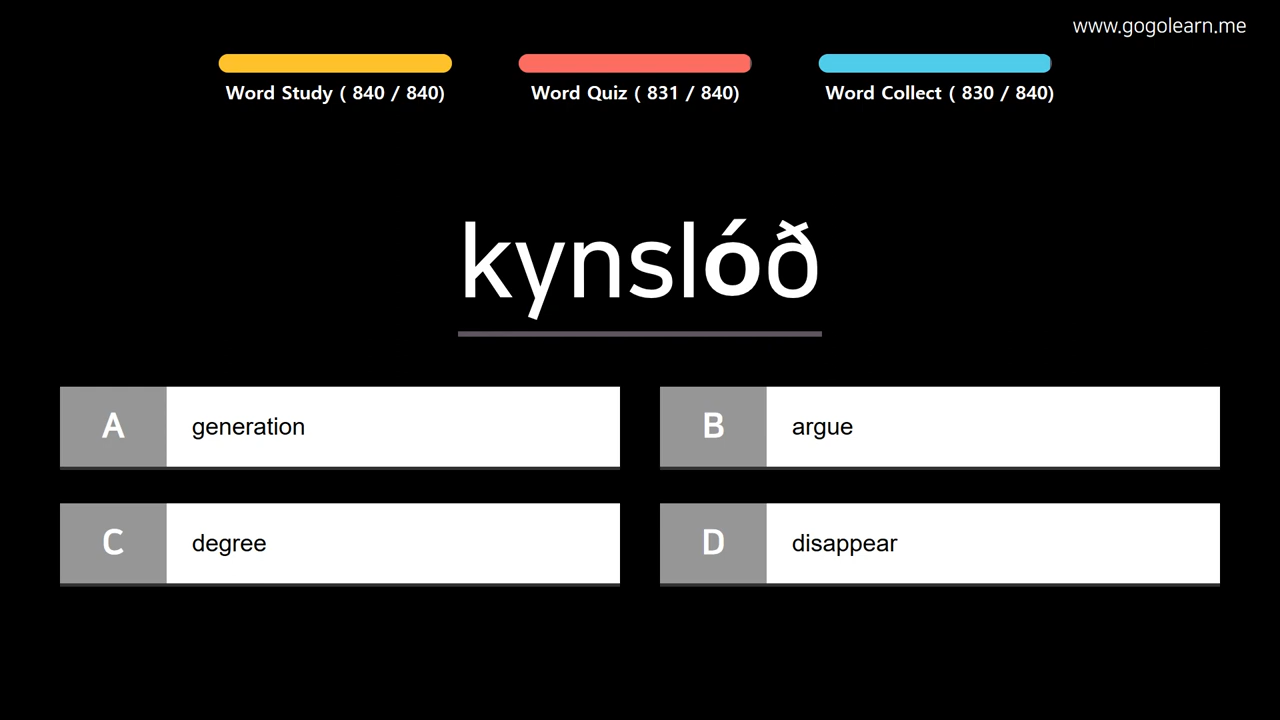 www.gogolearn.me
Word Study ( 840 / 840)
Word Quiz ( 831 / 840)
Word Collect ( 830 / 840)
kynslóð
A
generation
B
argue
C
degree
D
disappear